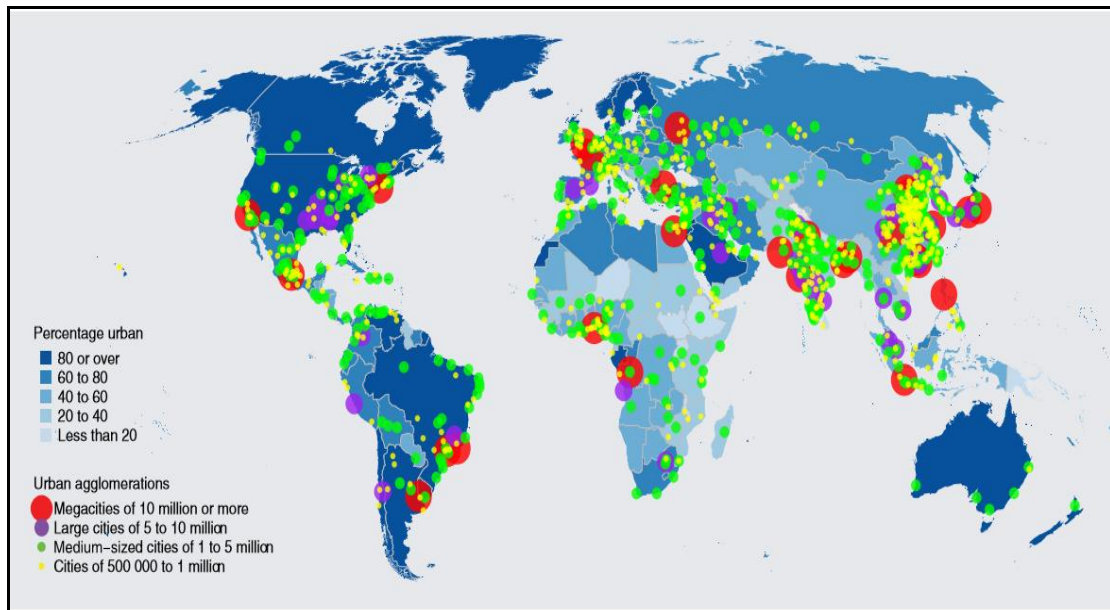 Percentage urban
80 or over
60 to 80
40 to 60
20 to 40
Less than 20
Urban agglomerations
Megacities of 10 million or more
Large cities of 5 to 10 million
Medium-sized cities of 1 to 5 million
Cities of 500 000 to 1 million